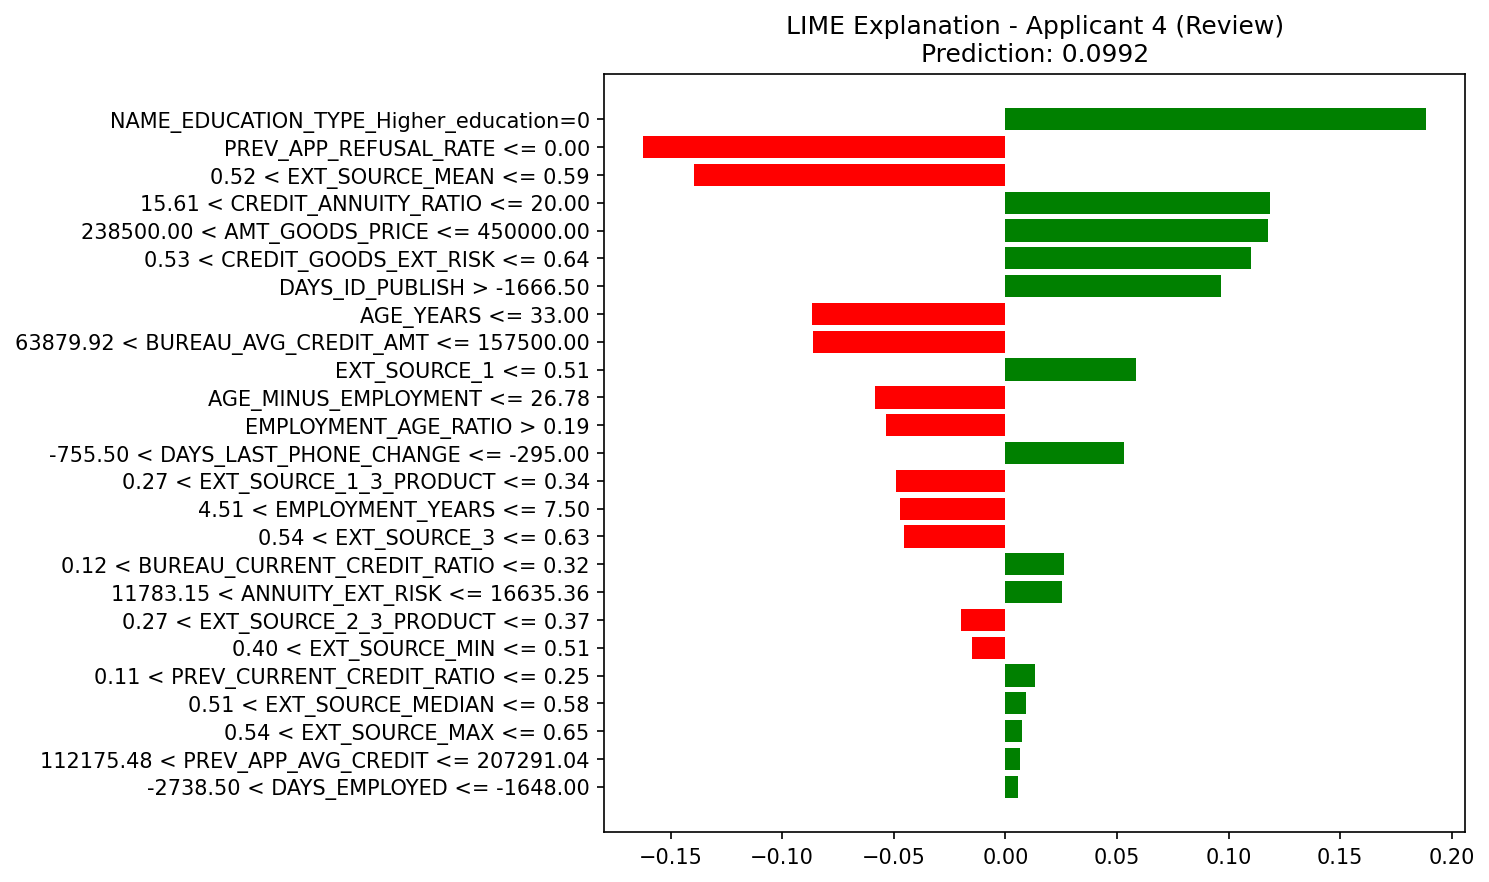 LIME Explanation - Applicant 4 (Review)
Prediction: 0.0992
NAME_EDUCATION_TYPE_Higher_education=0
PREV_APP_REFUSAL_RATE <= 0.00
0.52 < EXT_SOURCE_MEAN <= 0.59
15.61 < CREDIT_ANNUITY_RATIO <= 20.00
238500.00 < AMT_GOODS_PRICE <= 450000.00
0.53 < CREDIT_GOODS_EXT_RISK <= 0.64
DAYS_ID_PUBLISH > -1666.50
AGE_YEARS <= 33.00
63879.92 < BUREAU_AVG_CREDIT_AMT <= 157500.00
EXT_SOURCE_1 <= 0.51
AGE_MINUS_EMPLOYMENT <= 26.78
EMPLOYMENT_AGE_RATIO > 0.19
-755.50 < DAYS_LAST_PHONE_CHANGE <= -295.00
0.27 < EXT_SOURCE_1_3_PRODUCT <= 0.34
4.51 < EMPLOYMENT_YEARS <= 7.50
0.54 < EXT_SOURCE_3 <= 0.63
0.12 < BUREAU_CURRENT_CREDIT_RATIO <= 0.32
11783.15 < ANNUITY_EXT_RISK <= 16635.36
0.27 < EXT_SOURCE_2_3_PRODUCT <= 0.37
0.40 < EXT_SOURCE_MIN <= 0.51
0.11 < PREV_CURRENT_CREDIT_RATIO <= 0.25
0.51 < EXT_SOURCE_MEDIAN <= 0.58
0.54 < EXT_SOURCE_MAX <= 0.65
112175.48 < PREV_APP_AVG_CREDIT <= 207291.04
-2738.50 < DAYS_EMPLOYED <= -1648.00
−0.15 −0.10 −0.05 0.00 0.05 0.10 0.15 0.20